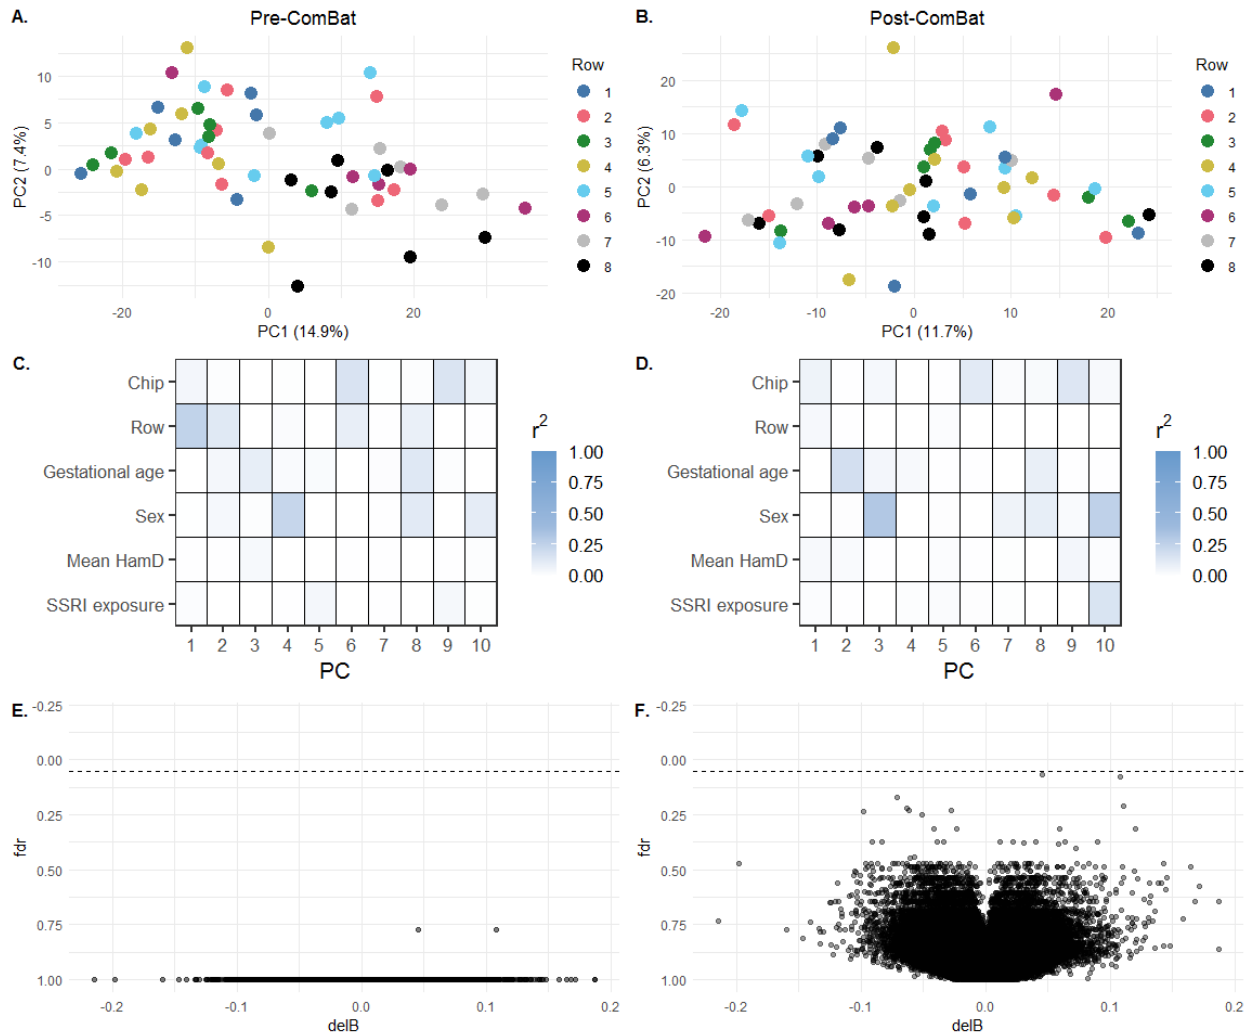 A.
Pre-ComBat
10
5
0
-5
-10
PC2 (7.4%)
-20
0
20
PC1 (14.9%)
Row
1
2
3
4
5
6
7
8
B.
Post-ComBat
20
10
0
-10
-20
PC2 (6.3%)
-20
-10
0
10
20
PC1 (11.7%)
Row
1
2
3
4
5
6
7
8
C.
Chip
Row
Gestational age
Sex
Mean HamD
SSRI exposure
1 2 3 4 5 6 7 8 9 10
PC
r2
1.00
0.75
0.50
0.25
0.00
D.
Chip
Row
Gestational age
Sex
Mean HamD
SSRI exposure
1 2 3 4 5 6 7 8 9 10
PC
r2
1.00
0.75
0.50
0.25
0.00
E.
-0.25
0.00
0.25
0.50
0.75
1.00
fdr
-0.2 -0.1 0.0 0.1 0.2
delB
F.
-0.25
0.00
0.25
0.50
0.75
1.00
fdr
-0.2 -0.1 0.0 0.1 0.2
delB